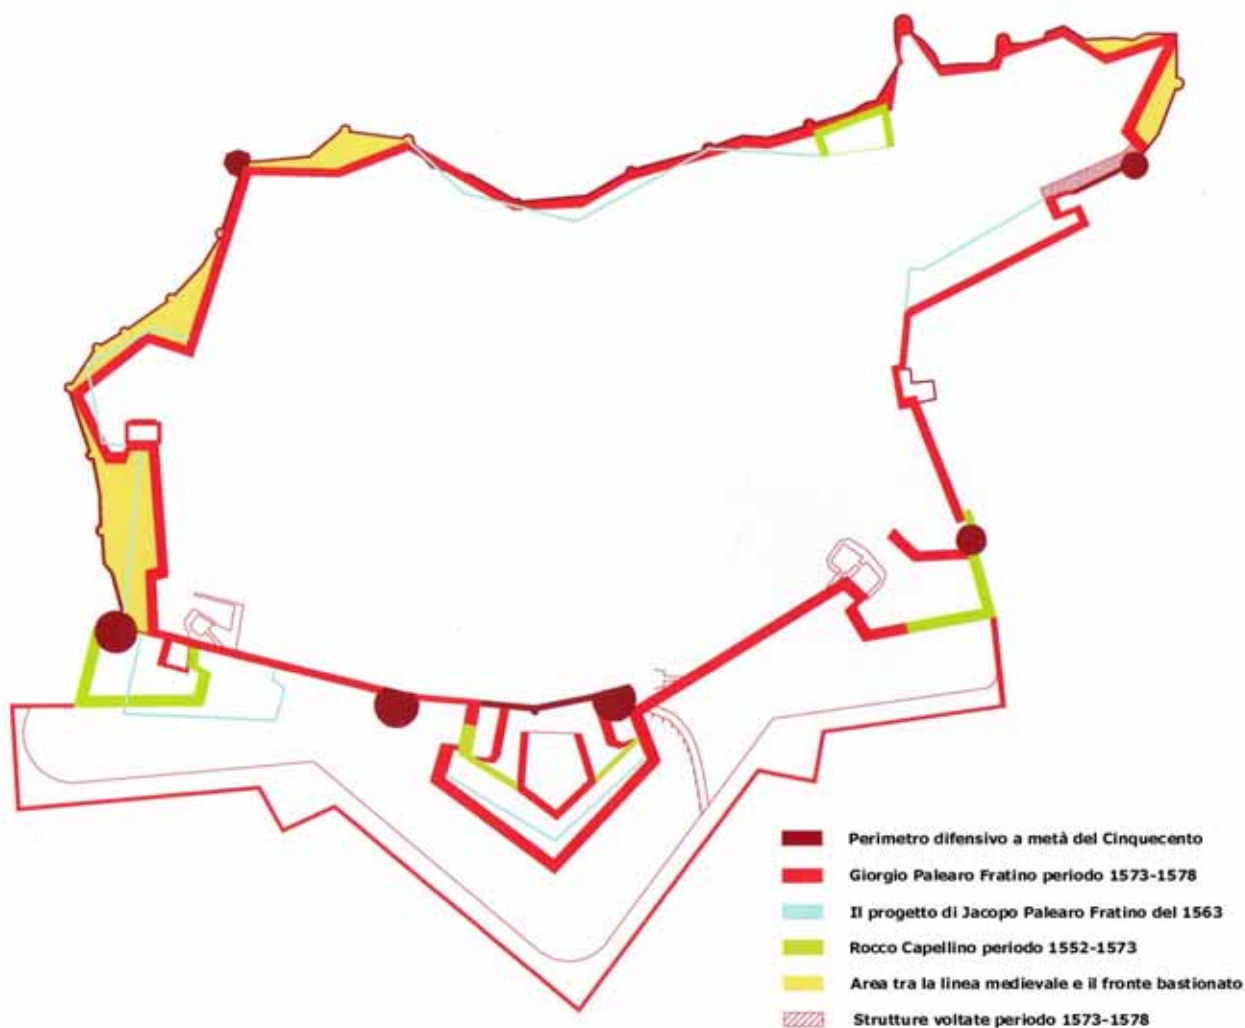 Perimetro difensivo a metà del Cinquecento
Giorgio Palearo Fratino periodo 1573-1578
Il progetto di Jacopo Palearo Fratino del 1563
Rocco Capellino periodo 1552-1573
Area tra la linea medievale e il fronte bastionato
Strutture voltate periodo 1573-1578